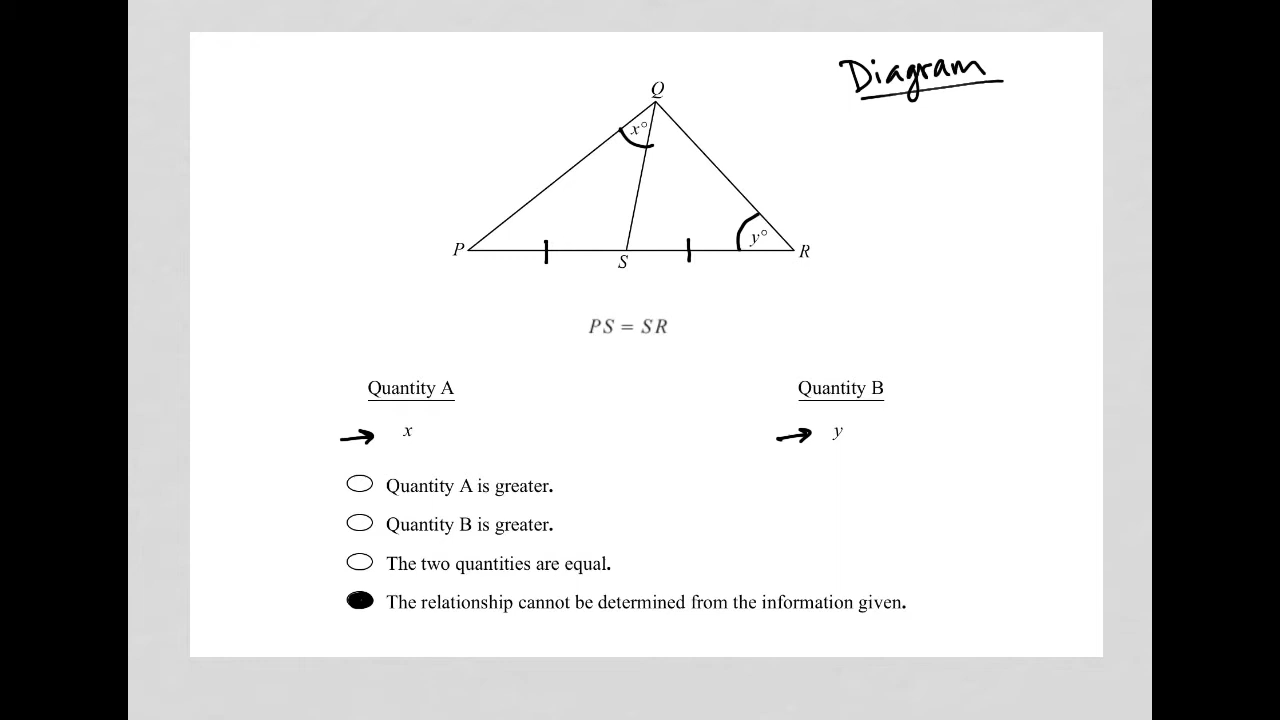 Diagram
Q
x°
P
S
y°
R
PS = SR
Quantity A
Quantity B
x
y
Quantity A is greater.
Quantity B is greater.
The two quantities are equal.
The relationship cannot be determined from the information given.